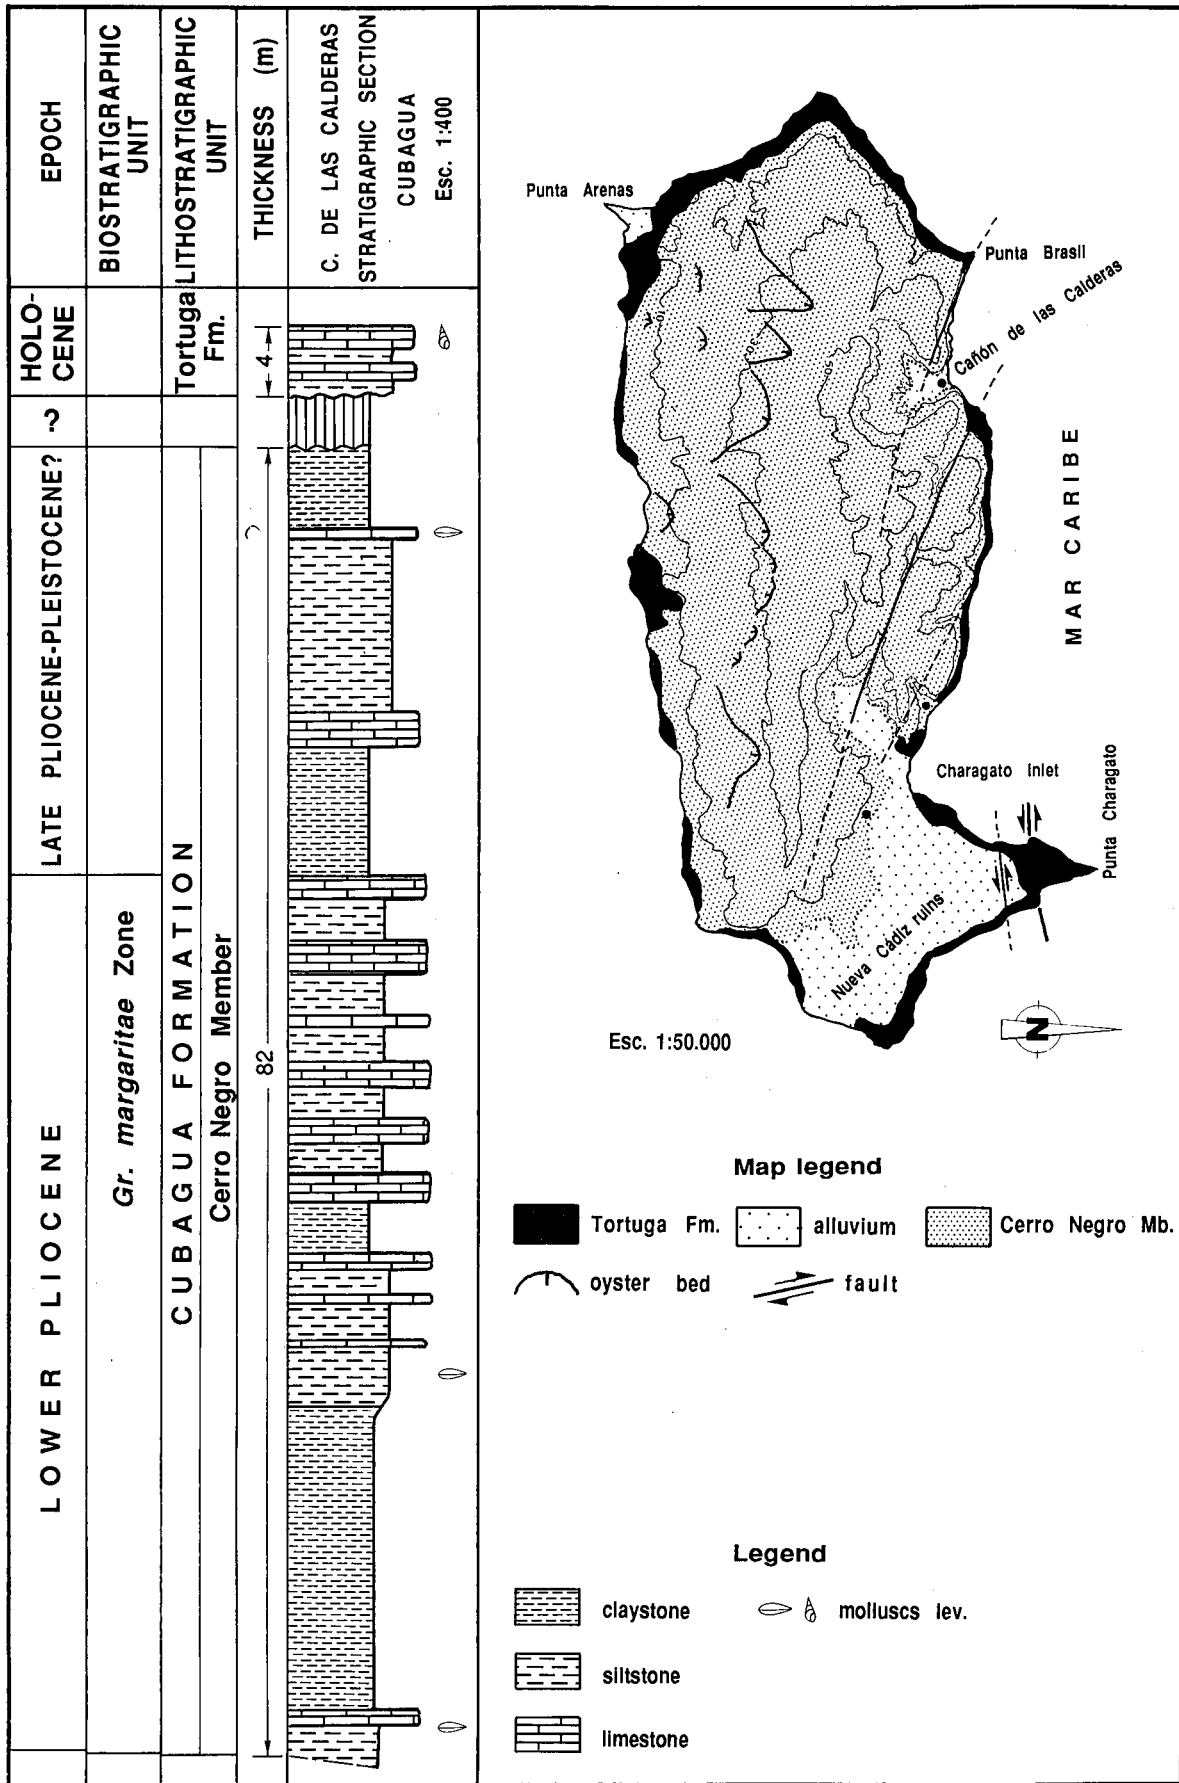 EPOCH
BIOSTRATIGRAPHIC
UNIT
LITHOSTRATIGRAPHIC
UNIT
THICKNESS (m)
C. DE LAS CALDERAS
STRATIGRAPHIC SECTION
CUBAGUA
Esc. 1:400
HOLO-
CENE
Tortuga
Fm.
4
?
LATE PLIOCENE-PLEISTOCENE?
LOWER PLIOCENE
Gr. margaritae Zone
CUBAGUA FORMATION
Cerro Negro Member
82
Punta Arenas
Punta Brasil
Cañón de las Calderas
MAR CARIBE
Charagato Inlet
Punta Charagato
Nueva Cádiz ruins
Esc. 1:50.000
N
Map legend
Tortuga Fm.
alluvium
Cerro Negro Mb.
oyster bed
fault
Legend
claystone
molluscs lev.
siltstone
limestone